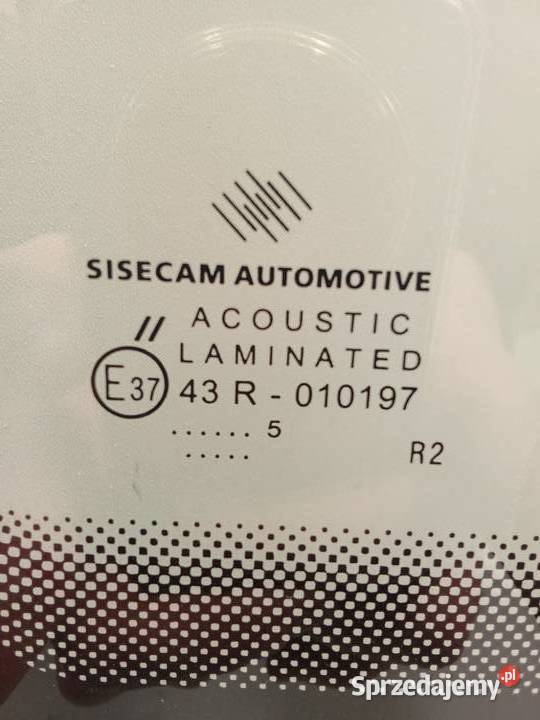 SISECAM AUTOMOTIVE
// ACOUSTIC
LAMINATED
E37 43 R - 010197
...... 5
.....
R2
Sprzedajemy.pl